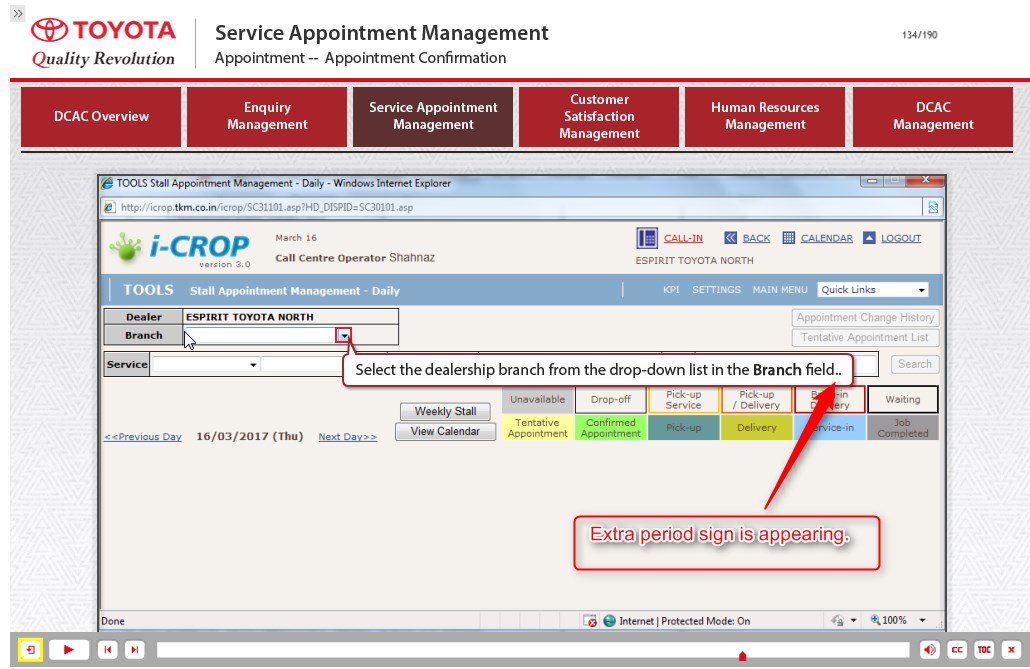 »
TOYOTA
Quality Revolution
Service Appointment Management
Appointment -- Appointment Confirmation
134/190
DCAC Overview
Enquiry
Management
Service Appointment
Management
Customer
Satisfaction
Management
Human Resources
Management
DCAC
Management
TOOLS Stall Appointment Management - Daily - Windows Internet Explorer
http://icrop.tkm.co.in/icrop/SC31101.asp?HD_DISPID=SC30101.asp
i-CROP
version 3.0
March 16
Call Centre Operator Shahnaz
CALL-IN BACK CALENDAR LOGOUT
ESPIRIT TOYOTA NORTH
TOOLS Stall Appointment Management - Daily
KPI SETTINGS MAIN MENU Quick Links
Dealer ESPIRIT TOYOTA NORTH
Branch
Appointment Change History
Tentative Appointment List
Service
Search
Select the dealership branch from the drop-down list in the Branch field..
Weekly Stall
View Calendar
<<Previous Day 16/03/2017 (Thu) Next Day>>
Unavailable
Drop-off
Pick-up
Service
Pick-up
/ Delivery
Waiting
Tentative
Appointment
Confirmed
Appointment
Pick-up
Delivery
Service-in
Job
Completed
Extra period sign is appearing.
Done
Internet | Protected Mode: On
100%
CC
TOC